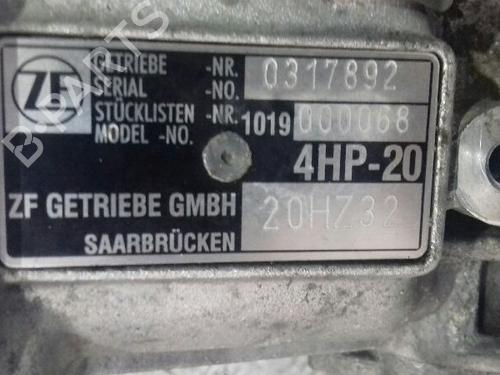 ZF
GETRIEBE -NR. 0317892
SERIAL -NO.
STÜCKLISTEN -NR. 1019 000068
MODEL -NO.
4HP-20
ZF GETRIEBE GMBH 20HZ32
SAARBRÜCKEN
B-PARTS